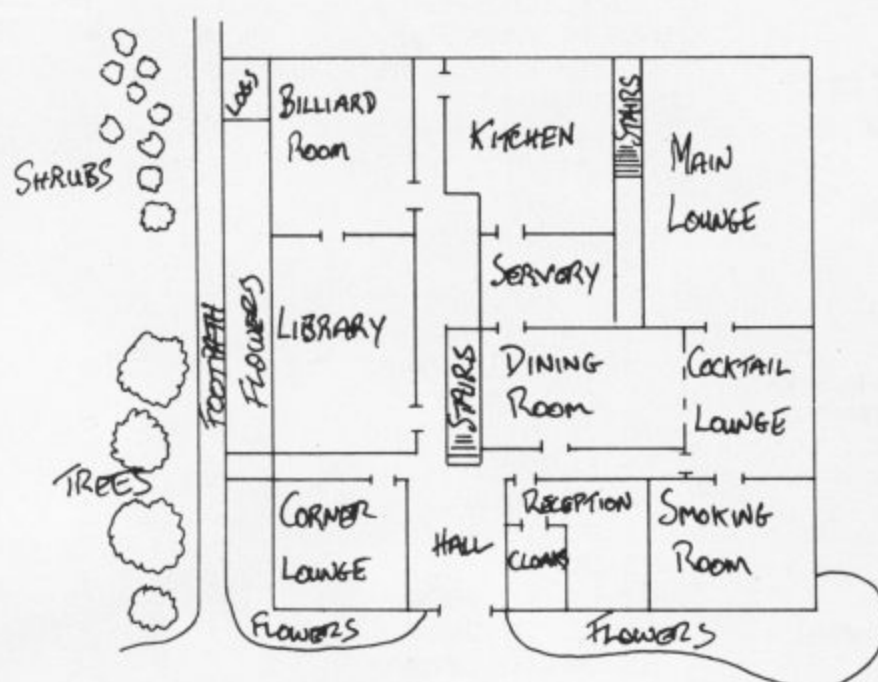 LOGS
BILLIARD
ROOM
KITCHEN
STAIRS
MAIN
LOUNGE
SHRUBS
SERVERY
FOOTPATH
FLOWERS
LIBRARY
STAIRS
DINING
ROOM
COCKTAIL
LOUNGE
TREES
CORNER
LOUNGE
HALL
RECEPTION
CLOAKS
SMOKING
ROOM
FLOWERS
FLOWERS